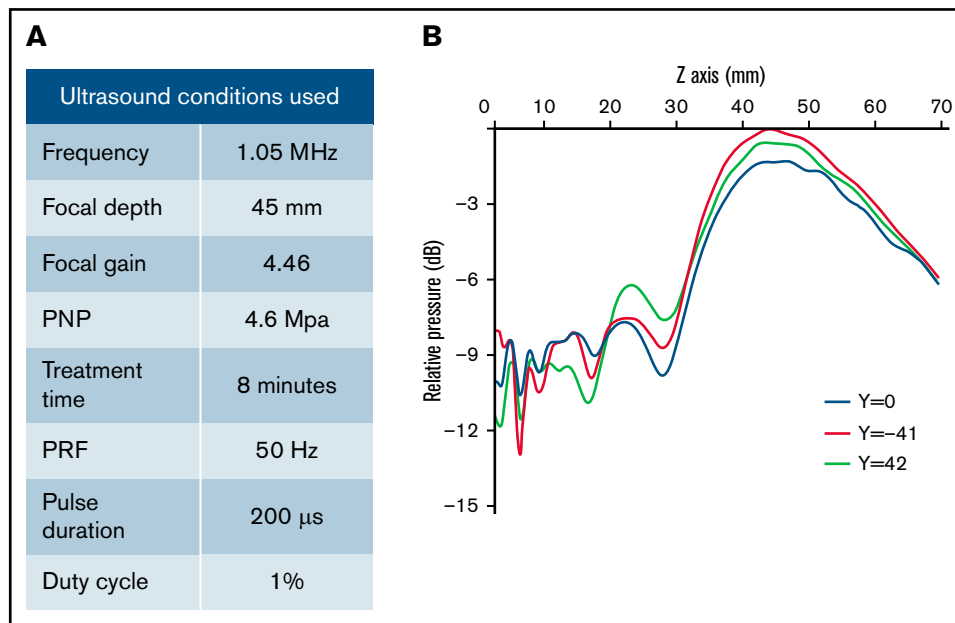 A
Ultrasound conditions used
Frequency 1.05 MHz
Focal depth 45 mm
Focal gain 4.46
PNP 4.6 Mpa
Treatment
time 8 minutes
PRF 50 Hz
Pulse
duration 200 μs
Duty cycle 1%
B
Z axis (mm)
0 10 20 30 40 50 60 70
Relative pressure (dB)
−3
−6
−9
−12
−15
Y=0
Y=−41
Y=42